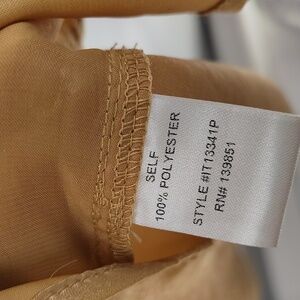 SELF
100% POLYESTER
STYLE #IT13341P
RN# 139851